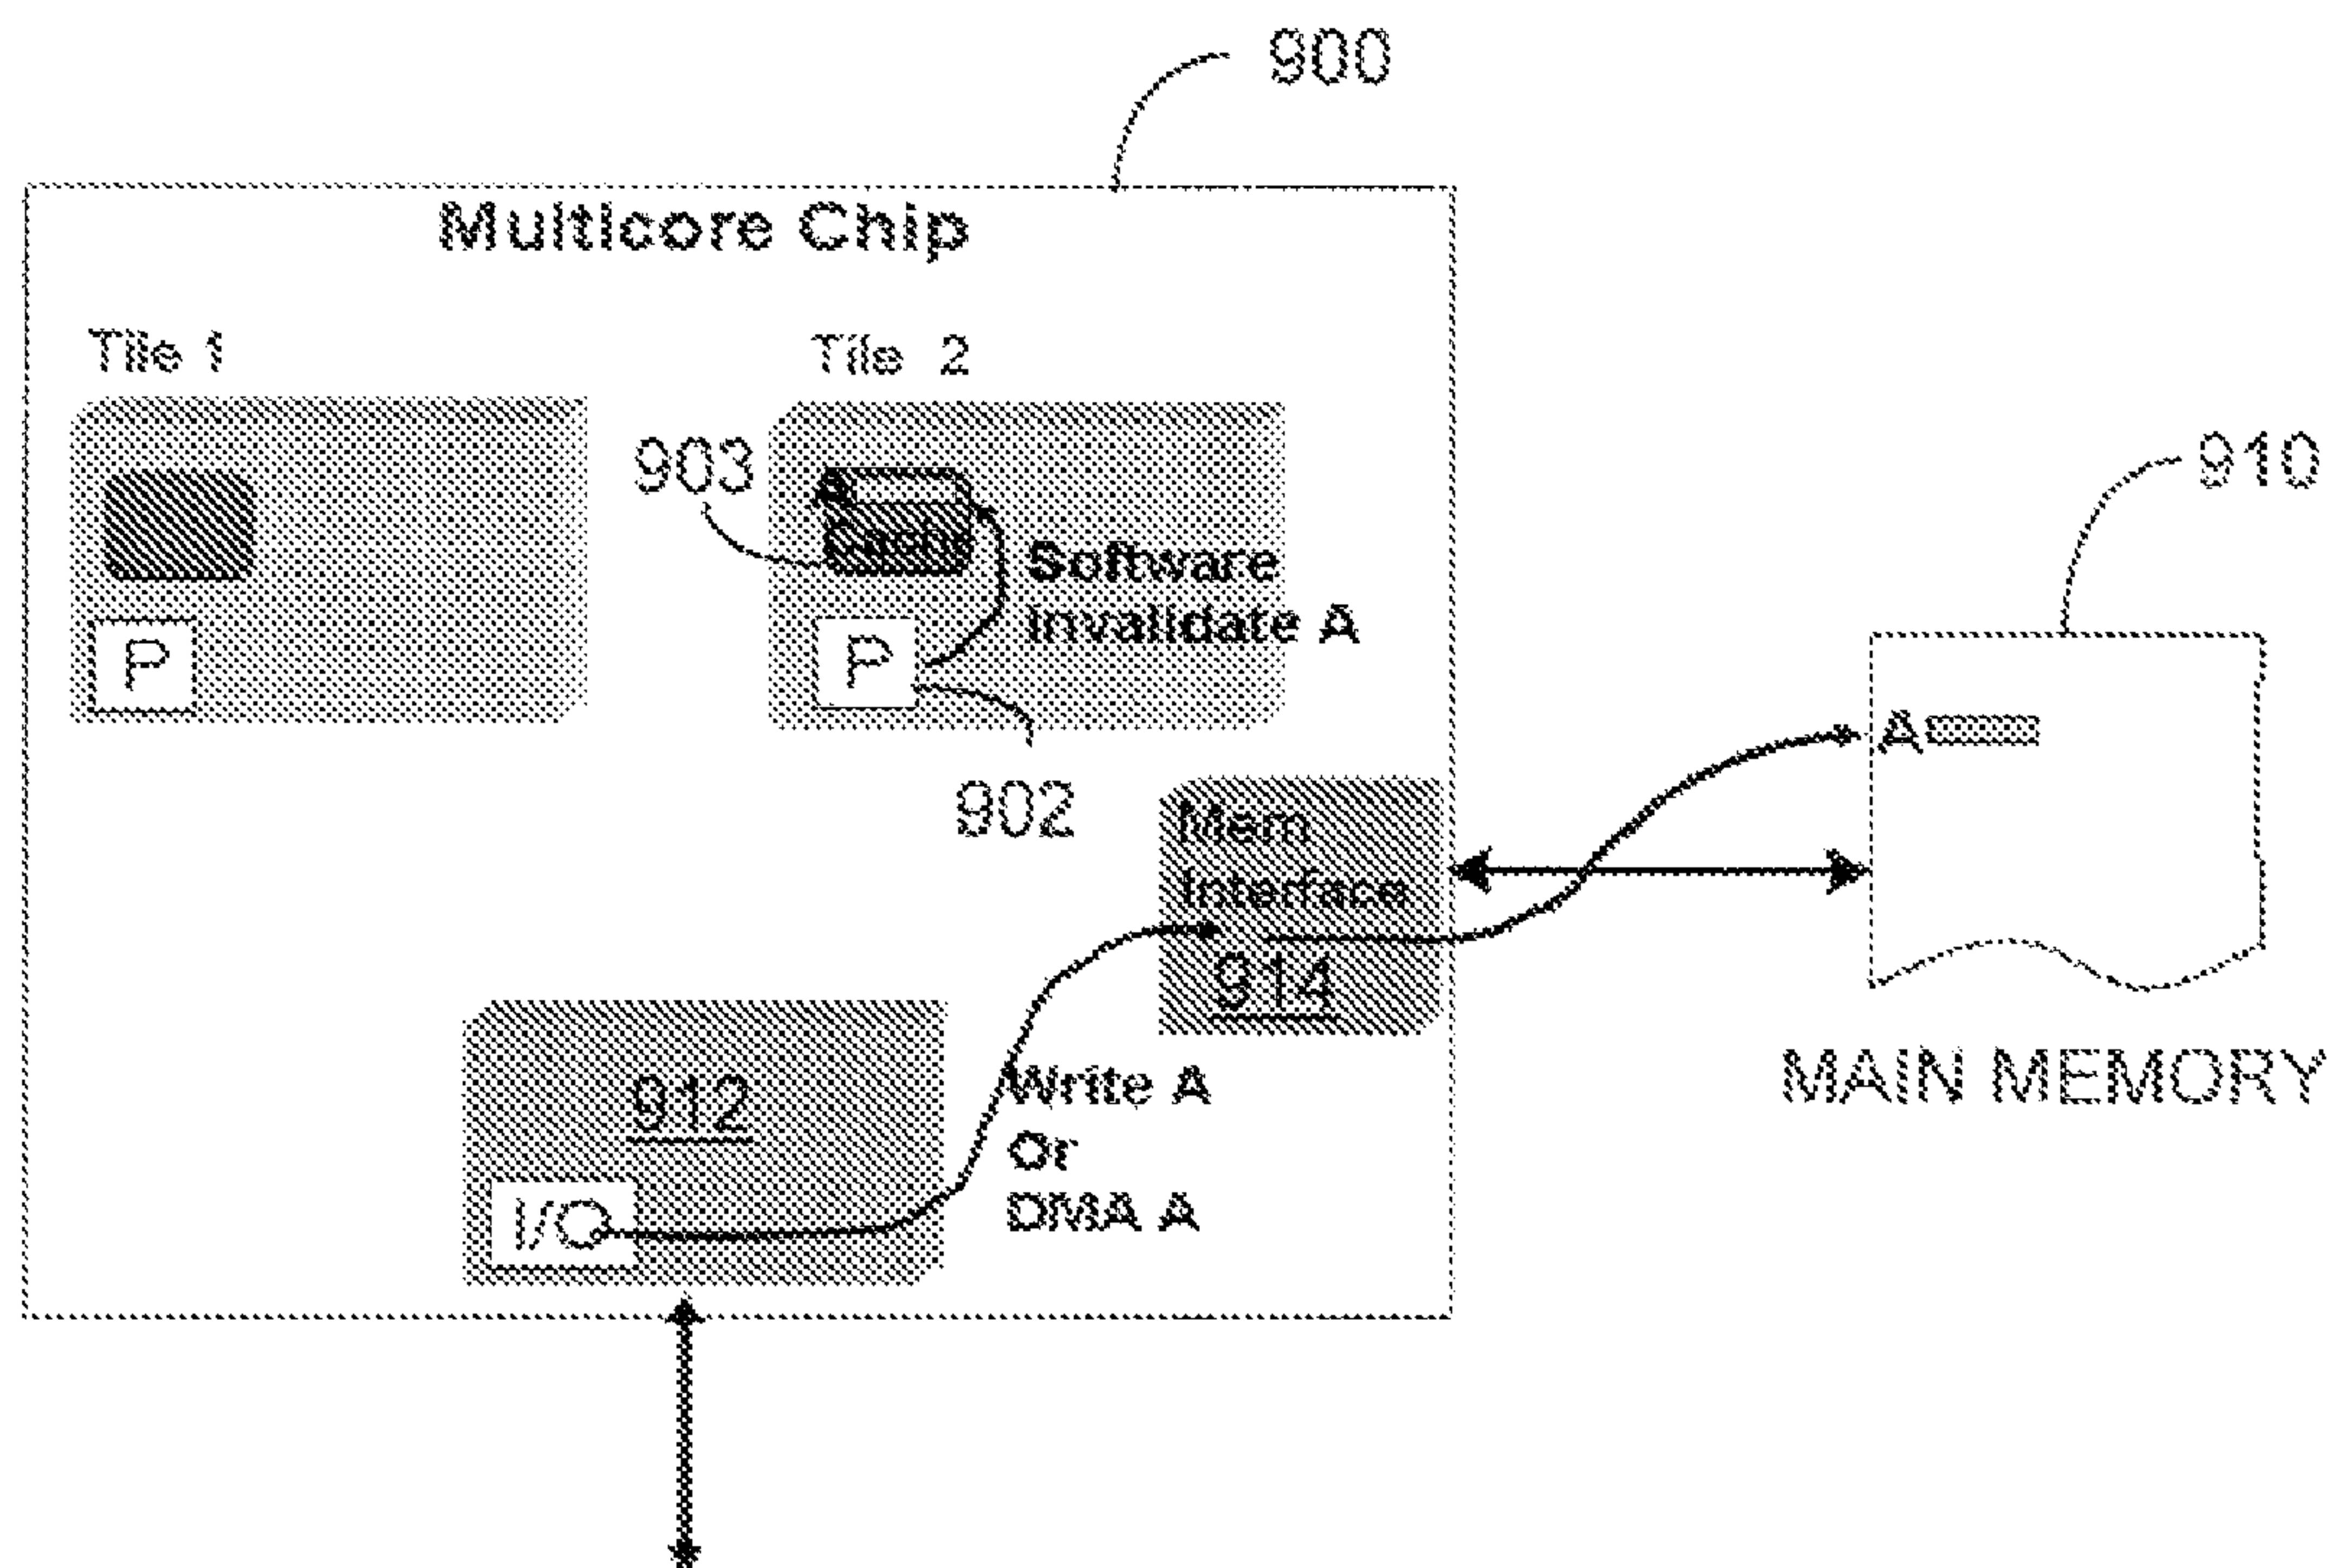 900
Multicore Chip
Tile 1
Tile 2
903
910
A
Cache
Software
invalidate A
P
P
A
902
Mem
Interface
914
912
Write A
Or
DMA A
MAIN MEMORY
I/O